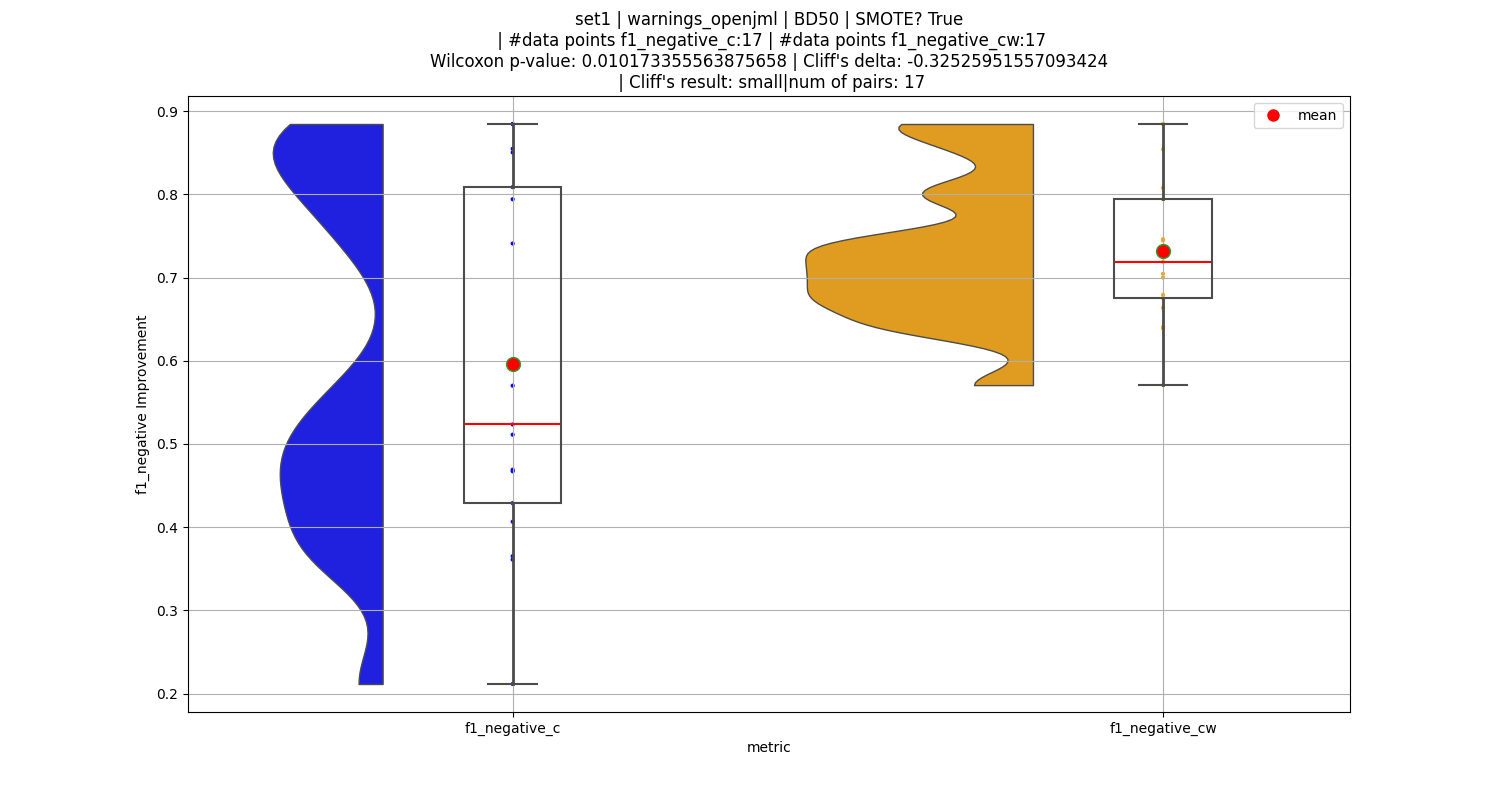 set1 | warnings_openjml | BD50 | SMOTE? True
| #data points f1_negative_c:17 | #data points f1_negative_cw:17
Wilcoxon p-value: 0.010173355563875658 | Cliff's delta: -0.32525951557093424
| Cliff's result: small|num of pairs: 17
mean
0.9
0.8
0.7
0.6
0.5
0.4
0.3
0.2
f1_negative Improvement
f1_negative_c
f1_negative_cw
metric